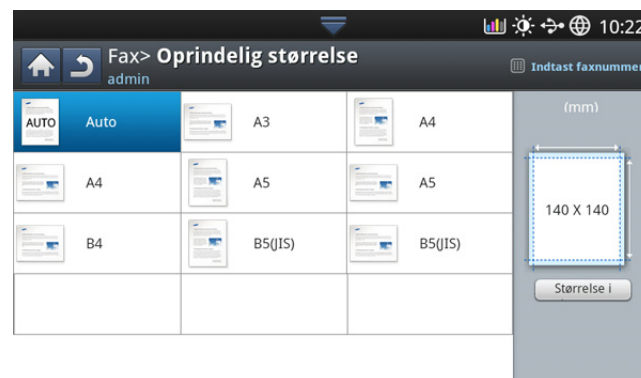 10:22
Fax> Oprindelig størrelse
admin
Indtast faxnummer
AUTO Auto
A3
A4
A4
A5
A5
B4
B5(JIS)
B5(JIS)
(mm)
140 X 140
Størrelse i